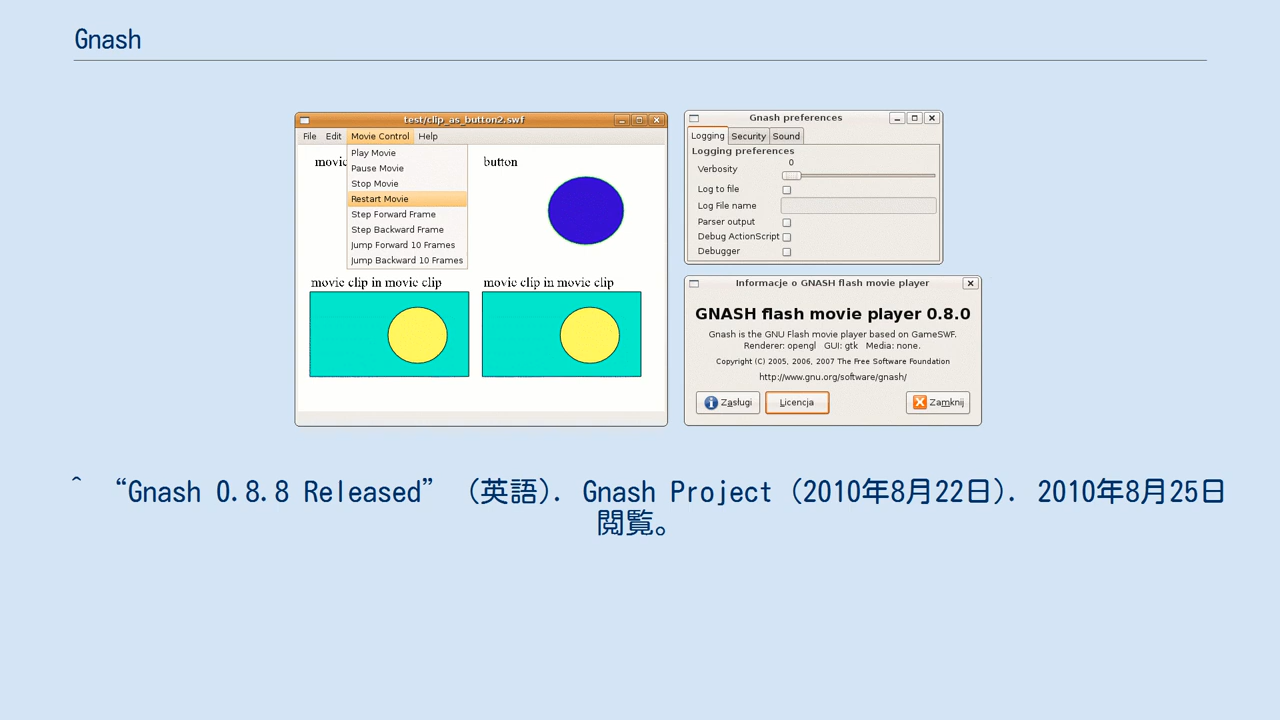 Gnash
test/clip_as_button2.swf
File Edit Movie Control Help
Play Movie
Pause Movie
Stop Movie
Restart Movie
Step Forward Frame
Step Backward Frame
Jump Forward 10 Frames
Jump Backward 10 Frames
button
movie clip in movie clip
movie clip in movie clip
Gnash preferences
Logging Security Sound
Logging preferences
Verbosity 0
Log to file
Log File name
Parser output
Debug ActionScript
Debugger
Informacje o GNASH flash movie player
GNASH flash movie player 0.8.0
Gnash is the GNU Flash movie player based on GameSWF.
Renderer: opengl GUI: gtk Media: none.
Copyright (C) 2005, 2006, 2007 The Free Software Foundation
http://www.gnu.org/software/gnash/
Zasługi Licencja Zamknij
^ “Gnash 0.8.8 Released” (英語). Gnash Project (2010年8月22日). 2010年8月25日
閲覧。